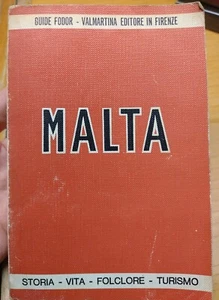 GUIDE FODOR - VALMARTINA EDITORE IN FIRENZE
MALTA
STORIA - VITA - FOLCLORE - TURISMO